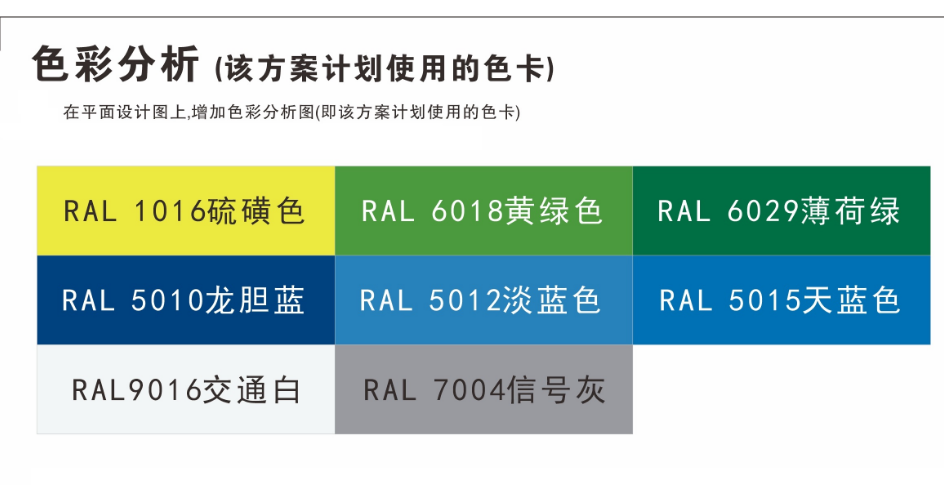 色彩分析 (该方案计划使用的色卡)
在平面设计图上,增加色彩分析图(即该方案计划使用的色卡)
RAL 1016硫磺色
RAL 6018黄绿色
RAL 6029薄荷绿
RAL 5010龙胆蓝
RAL 5012淡蓝色
RAL 5015天蓝色
RAL9016交通白
RAL 7004信号灰